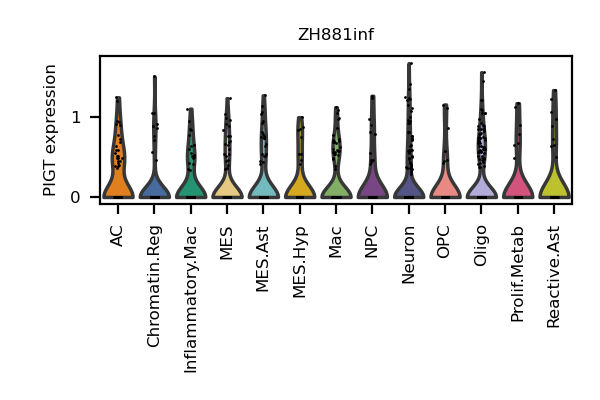 ZH881inf
PIGT expression
1
0
AC
Chromatin.Reg
Inflammatory.Mac
MES
MES.Ast
MES.Hyp
Mac
NPC
Neuron
OPC
Oligo
Prolif.Metab
Reactive.Ast